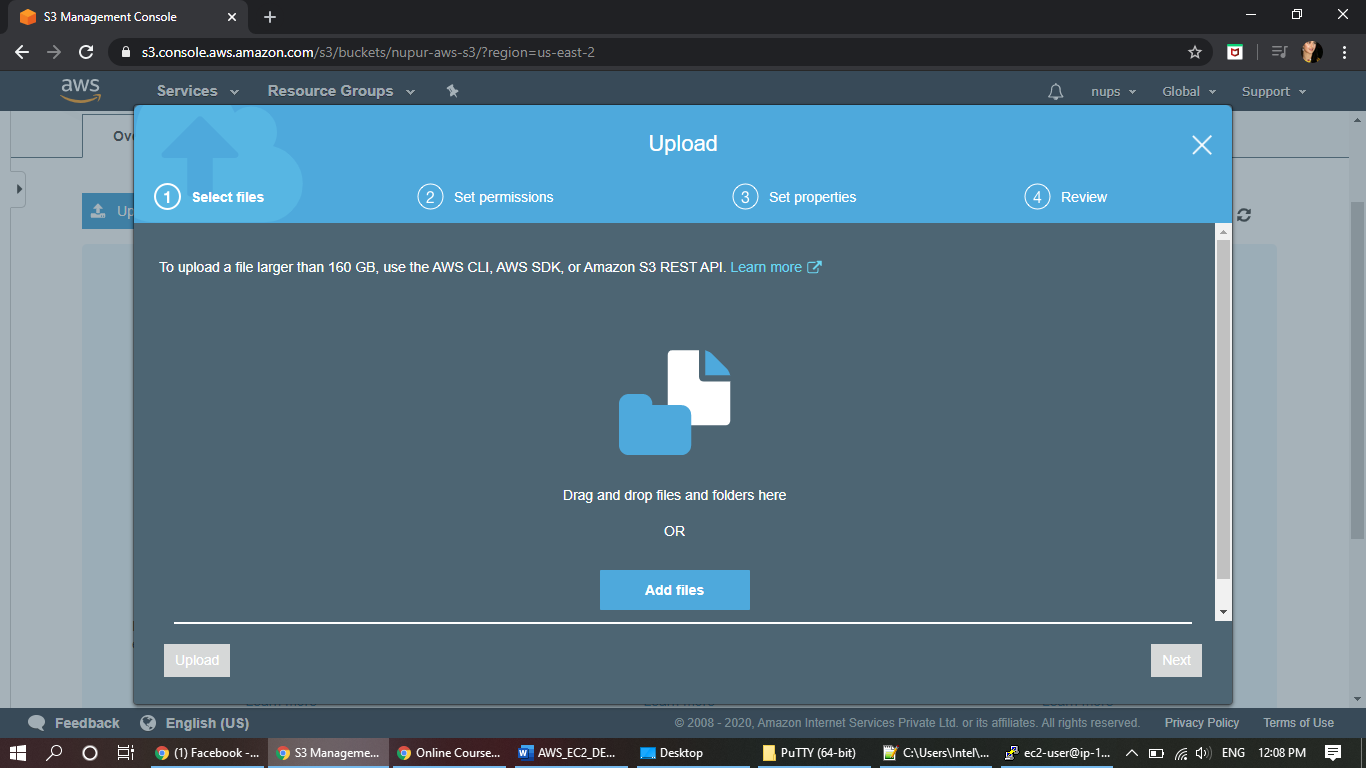 S3 Management Console
s3.console.aws.amazon.com/s3/buckets/nupur-aws-s3/?region=us-east-2
aws Services Resource Groups nups Global Support
Upload
1 Select files 2 Set permissions 3 Set properties 4 Review
To upload a file larger than 160 GB, use the AWS CLI, AWS SDK, or Amazon S3 REST API. Learn more
Drag and drop files and folders here
OR
Add files
Upload Next
Feedback English (US) © 2008 - 2020, Amazon Internet Services Private Ltd. or its affiliates. All rights reserved. Privacy Policy Terms of Use
(1) Facebook -... S3 Manageme... Online Course... AWS_EC2_DE... Desktop PuTTY (64-bit) C:\Users\Intel\... ec2-user@ip-1... ENG 12:08 PM